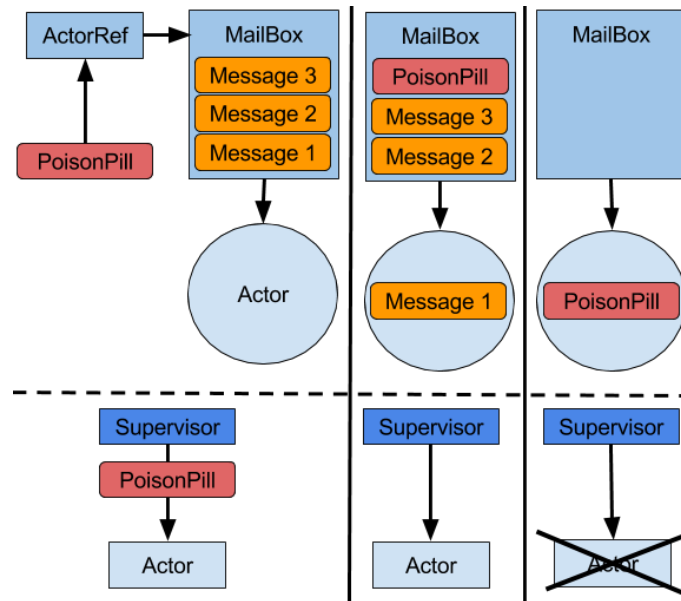 ActorRef
MailBox
Message 3
Message 2
Message 1
PoisonPill
Actor
MailBox
PoisonPill
Message 3
Message 2
Message 1
MailBox
PoisonPill
Supervisor
PoisonPill
Actor
Supervisor
Actor
Supervisor
Actor